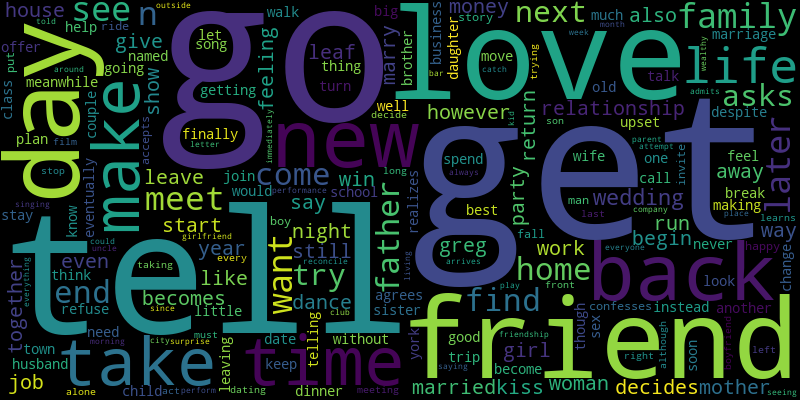 house
see
n
outside
told
help
ride
offer
give
put
named
class
meanwhile
going
show
plan
couple
film
day
go
let
song
getting
finally
letter
feeling
walk
big
leaf
thing
turn
marry
brother
immediately
love
business
money
daughter
story
bar
move
catch
next
trying
also
much
week
month
family
marriage
wealthy
life
talk
old
admits
asks
relationship
despite
kid
son
however
return
upset
parent
attempt
new
make
accepts
stop
stay
singing
know
eventually
leave
meet
start
come
join
would
performance
win
school
long
say
boy
girlfriend
every
night
still
father
realizes
get
spend
always
best
party
wife
man
last
one
call
invite
company
wedding
feel
away
break
making
place
later
learns
way
run
begin
never
happy
everyone
change
look
tell
could
uncle
everything
even
think
together
end
refuse
taking
year
like
becomes
little
since
want
try
dance
reconcile
club
agrees
sister
living
greg
arrives
fall
work
home
play
front
back
find
though
sex
confesses
instead
another
boyfriend
need
morning
town
husband
job
alone
take
city
surprise
must
child
act
perform
leaving
dating
time
date
keep
telling
without
dinner
meeting
york
friend
good
trip
friendship
girl
become
saying
right
although
soon
left
married
kiss
woman
decides
mother
seeing
decide
well